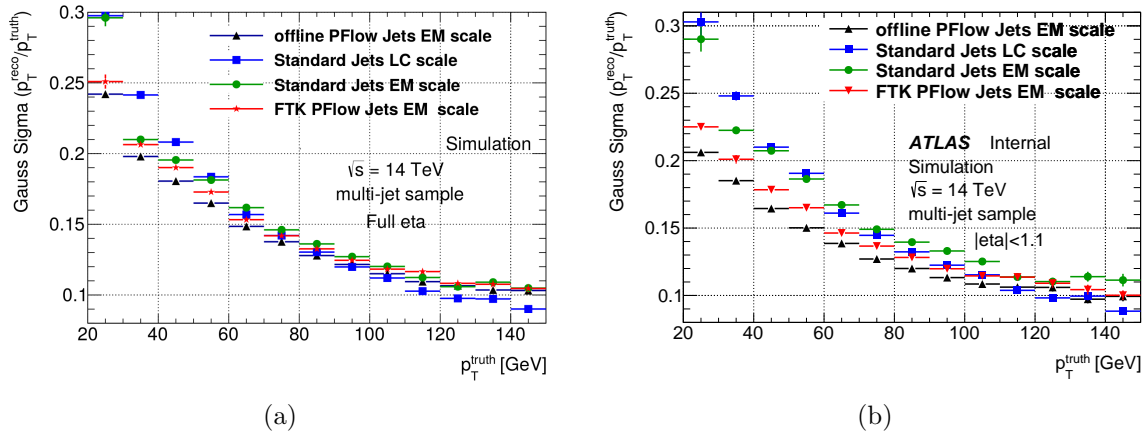 Gauss Sigma (p_T^reco/p_T^truth)
0.3
0.25
0.2
0.15
0.1
offline PFlow Jets EM scale
Standard Jets LC scale
Standard Jets EM scale
FTK PFlow Jets EM scale
Simulation
√s = 14 TeV
multi-jet sample
Full eta
20 40 60 80 100 120 140
p_T^truth [GeV]
(a)
Gauss Sigma (p_T^reco/p_T^truth)
0.3
0.25
0.2
0.15
0.1
offline PFlow Jets EM scale
Standard Jets LC scale
Standard Jets EM scale
FTK PFlow Jets EM scale
ATLAS Internal
Simulation
√s = 14 TeV
multi-jet sample
|eta|<1.1
20 40 60 80 100 120 140
p_T^truth [GeV]
(b)